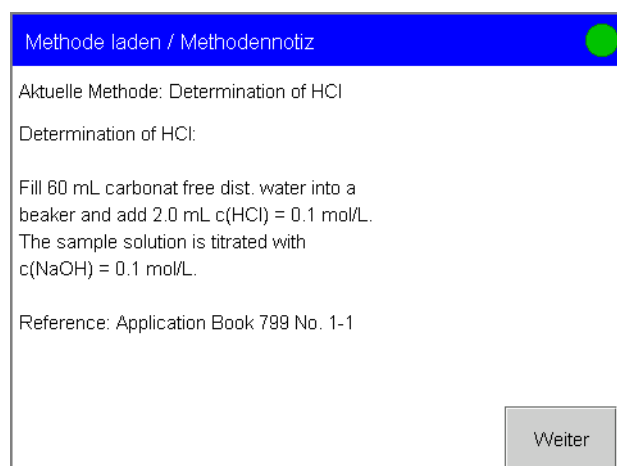 Methode laden / Methodennotiz
Aktuelle Methode: Determination of HCl
Determination of HCl:
Fill 60 mL carbonat free dist. water into a
beaker and add 2.0 mL c(HCl) = 0.1 mol/L.
The sample solution is titrated with
c(NaOH) = 0.1 mol/L.
Reference: Application Book 799 No. 1-1
Weiter